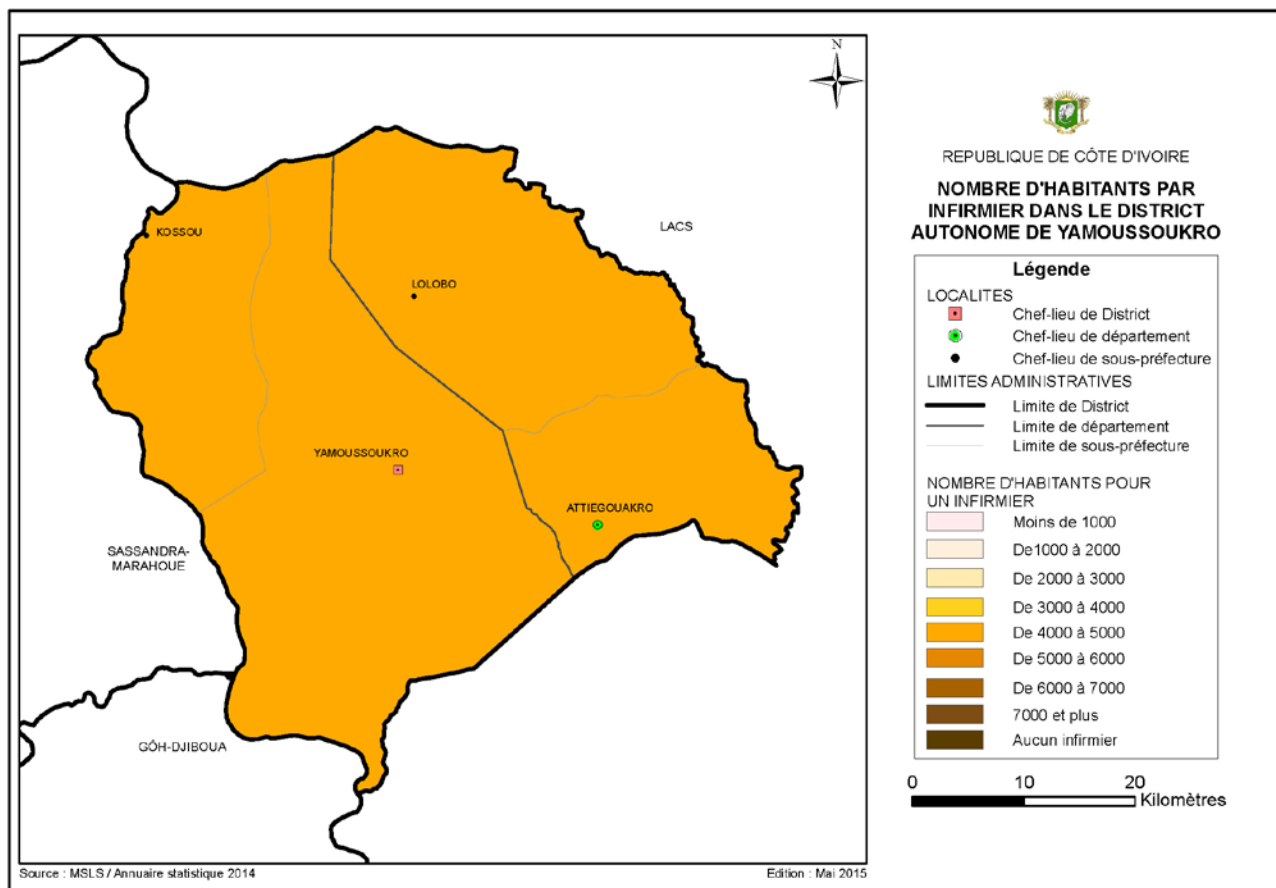 N
KOSSOU
LACS
LOLOBO
YAMOUSSOUKRO
ATTIEGOUAKRO
SASSANDRA-
MARAHOUE
GÔH-DJIBOUA
Source : MSLS / Annuaire statistique 2014
Edition : Mai 2015
REPUBLIQUE DE CÔTE D'IVOIRE
NOMBRE D'HABITANTS PAR
INFIRMIER DANS LE DISTRICT
AUTONOME DE YAMOUSSOUKRO
Légende
LOCALITES
Chef-lieu de District
Chef-lieu de département
Chef-lieu de sous-préfecture
LIMITES ADMINISTRATIVES
Limite de District
Limite de département
Limite de sous-préfecture
NOMBRE D'HABITANTS POUR
UN INFIRMIER
Moins de 1000
De1000 à 2000
De 2000 à 3000
De 3000 à 4000
De 4000 à 5000
De 5000 à 6000
De 6000 à 7000
7000 et plus
Aucun infirmier
0 10 20
Kilomètres